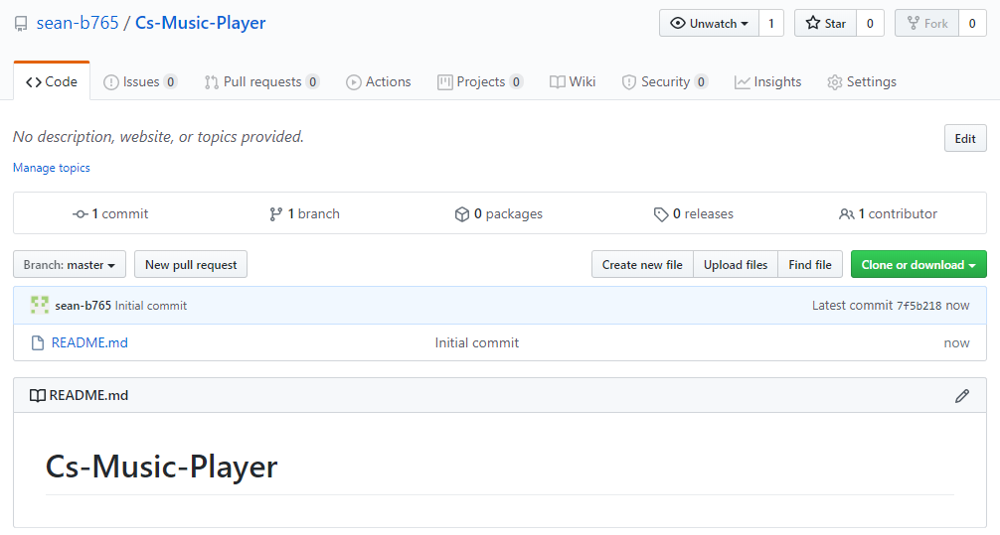 sean-b765 / Cs-Music-Player Unwatch 1 Star 0 Fork 0
Code Issues 0 Pull requests 0 Actions Projects 0 Wiki Security 0 Insights Settings
No description, website, or topics provided. Edit
Manage topics
1 commit 1 branch 0 packages 0 releases 1 contributor
Branch: master New pull request Create new file Upload files Find file Clone or download
sean-b765 Initial commit Latest commit 7f5b218 now
README.md Initial commit now
README.md
Cs-Music-Player